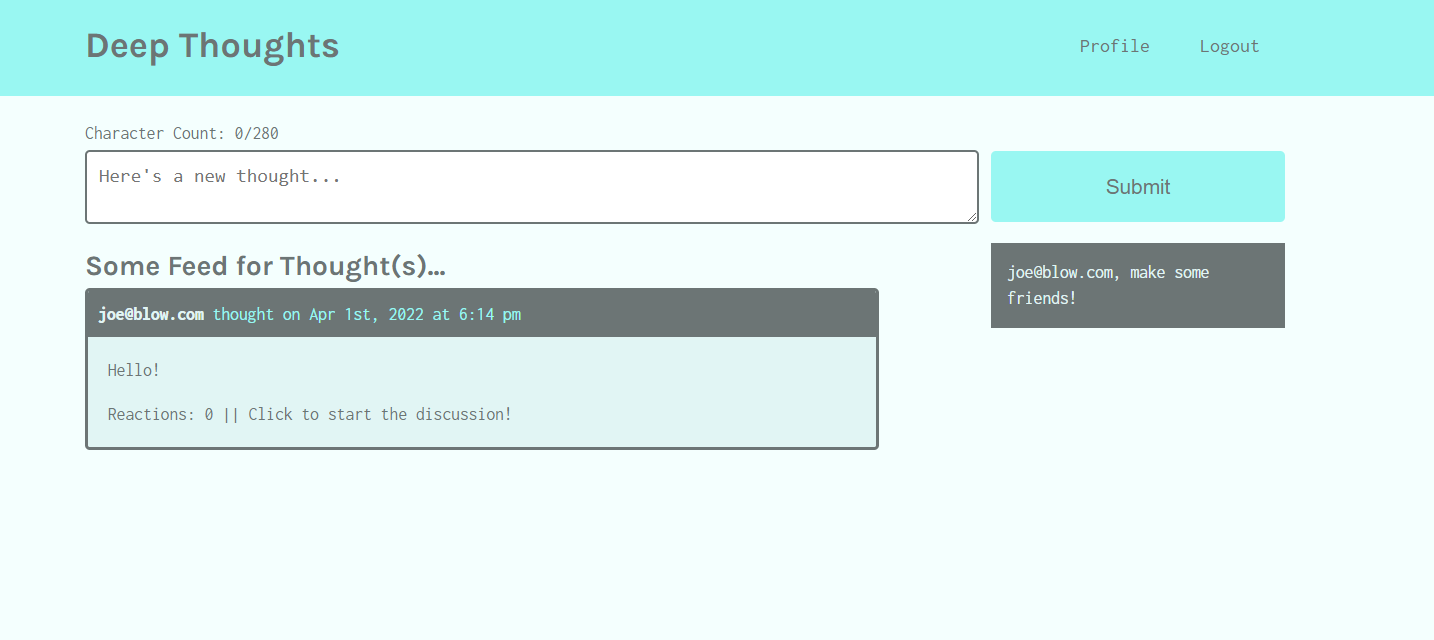 Deep Thoughts
Profile
Logout
Character Count: 0/280
Here's a new thought...
Submit
Some Feed for Thought(s)...
joe@blow.com thought on Apr 1st, 2022 at 6:14 pm
Hello!
Reactions: 0 || Click to start the discussion!
joe@blow.com, make some
friends!